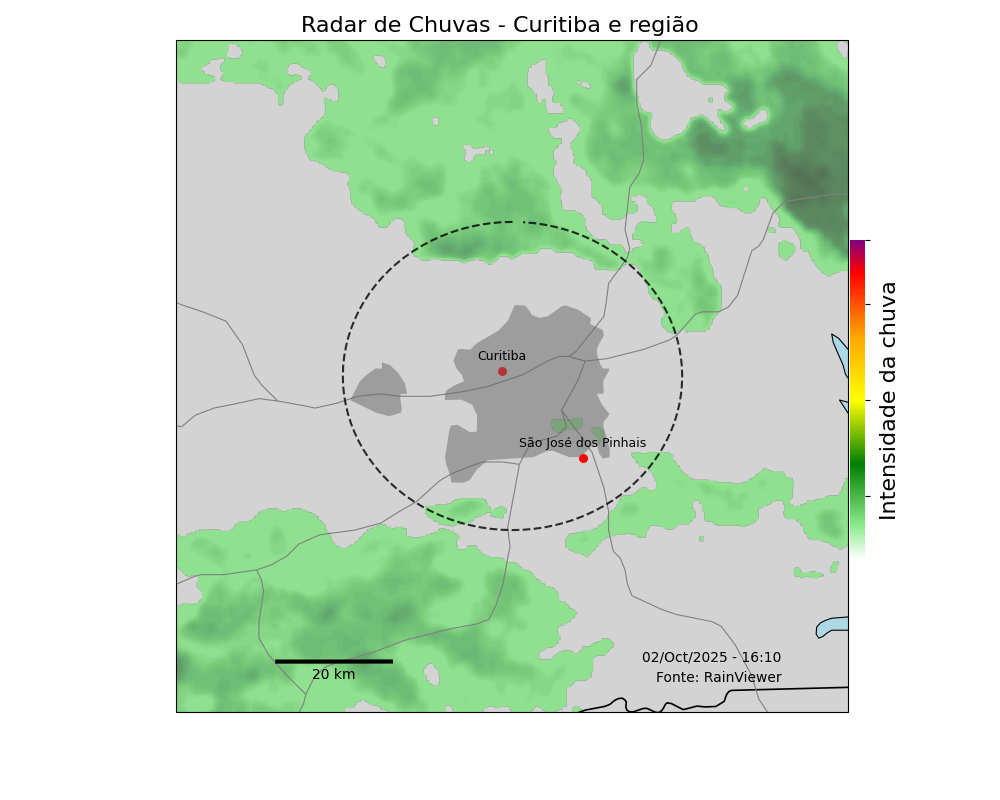 Radar de Chuvas - Curitiba e região
Curitiba
São José dos Pinhais
Intensidade da chuva
02/Oct/2025 - 16:10
Fonte: RainViewer
20 km